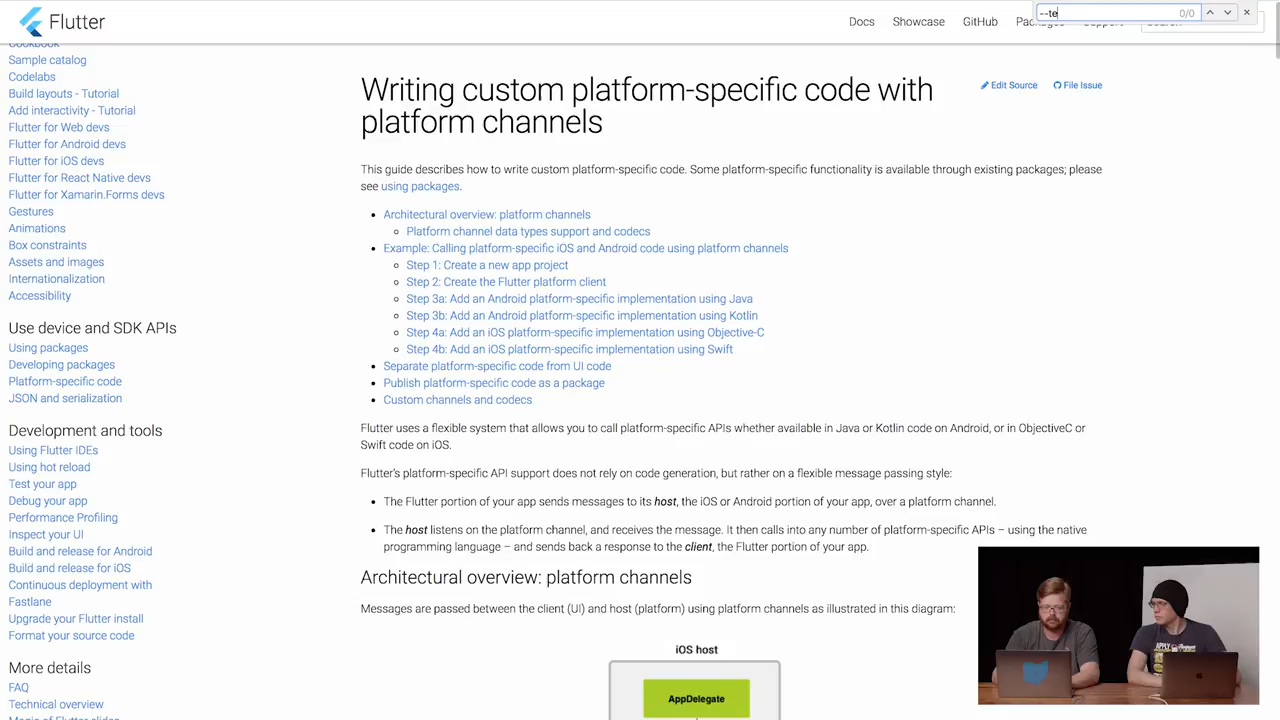 Flutter
Docs
Showcase
GitHub
--te
0/0
Cookbook
Sample catalog
Codelabs
Build layouts - Tutorial
Add interactivity - Tutorial
Flutter for Web devs
Flutter for Android devs
Flutter for iOS devs
Flutter for React Native devs
Flutter for Xamarin.Forms devs
Gestures
Animations
Box constraints
Assets and images
Internationalization
Accessibility
Use device and SDK APIs
Using packages
Developing packages
Platform-specific code
JSON and serialization
Development and tools
Using Flutter IDEs
Using hot reload
Test your app
Debug your app
Performance Profiling
Inspect your UI
Build and release for Android
Build and release for iOS
Continuous deployment with
Fastlane
Upgrade your Flutter install
Format your source code
More details
FAQ
Technical overview
Magic of Flutter slides
Writing custom platform-specific code with
platform channels
Edit Source
File Issue
This guide describes how to write custom platform-specific code. Some platform-specific functionality is available through existing packages; please
see using packages.
Architectural overview: platform channels
Platform channel data types support and codecs
Example: Calling platform-specific iOS and Android code using platform channels
Step 1: Create a new app project
Step 2: Create the Flutter platform client
Step 3a: Add an Android platform-specific implementation using Java
Step 3b: Add an Android platform-specific implementation using Kotlin
Step 4a: Add an iOS platform-specific implementation using Objective-C
Step 4b: Add an iOS platform-specific implementation using Swift
Separate platform-specific code from UI code
Publish platform-specific code as a package
Custom channels and codecs
Flutter uses a flexible system that allows you to call platform-specific APIs whether available in Java or Kotlin code on Android, or in ObjectiveC or
Swift code on iOS.
Flutter's platform-specific API support does not rely on code generation, but rather on a flexible message passing style:
The Flutter portion of your app sends messages to its host, the iOS or Android portion of your app, over a platform channel.
The host listens on the platform channel, and receives the message. It then calls into any number of platform-specific APIs – using the native
programming language – and sends back a response to the client, the Flutter portion of your app.
Architectural overview: platform channels
Messages are passed between the client (UI) and host (platform) using platform channels as illustrated in this diagram:
iOS host
AppDelegate